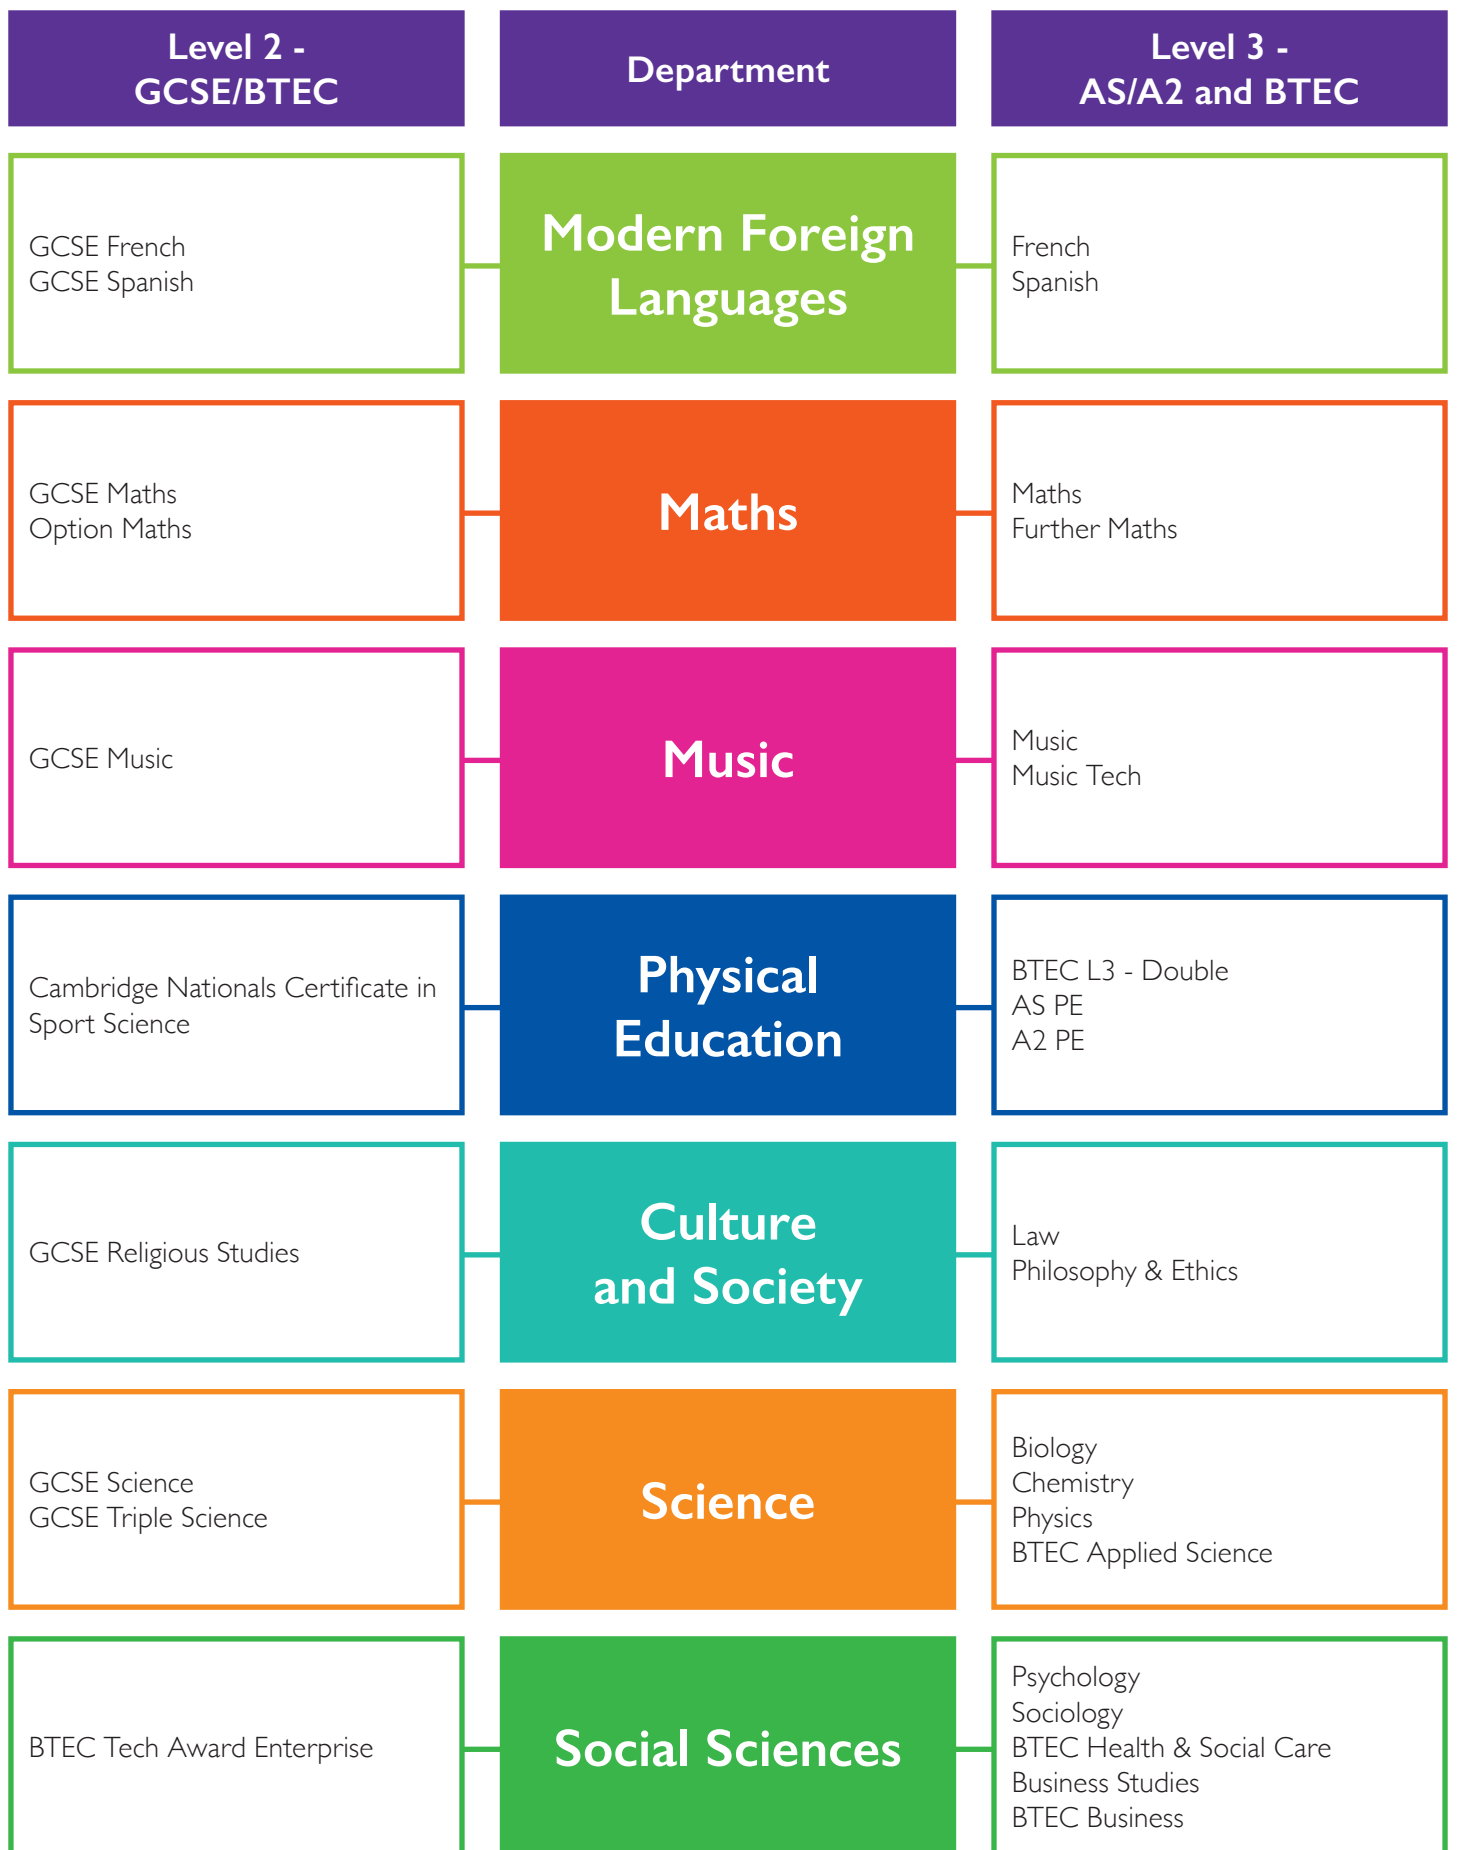 Level 2 -
GCSE/BTEC
Department
Level 3 -
AS/A2 and BTEC
GCSE French
GCSE Spanish
Modern Foreign
Languages
French
Spanish
GCSE Maths
Option Maths
Maths
Maths
Further Maths
GCSE Music
Music
Music
Music Tech
Cambridge Nationals Certificate in
Sport Science
Physical
Education
BTEC L3 - Double
AS PE
A2 PE
GCSE Religious Studies
Culture
and Society
Law
Philosophy & Ethics
GCSE Science
GCSE Triple Science
Science
Biology
Chemistry
Physics
BTEC Applied Science
BTEC Tech Award Enterprise
Social Sciences
Psychology
Sociology
BTEC Health & Social Care
Business Studies
BTEC Business